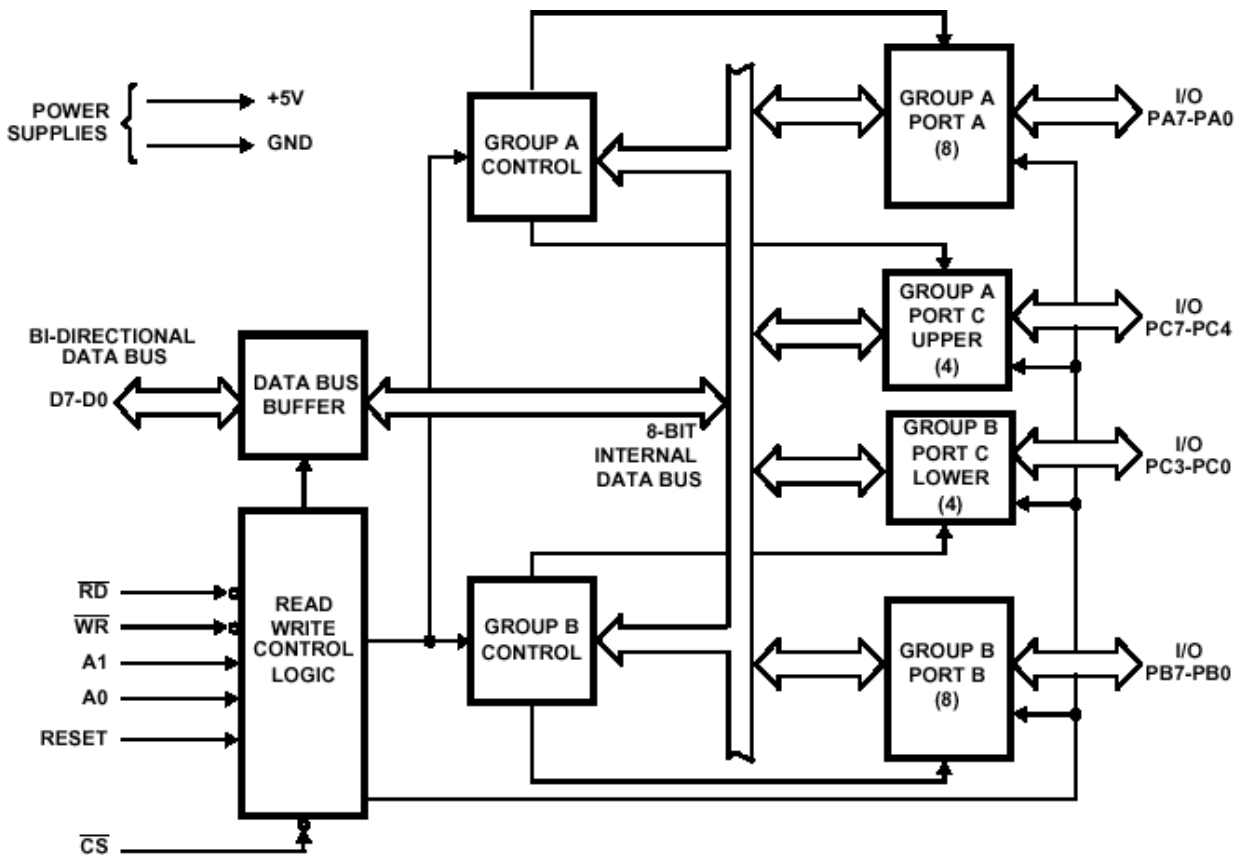 POWER
SUPPLIES
+5V
GND
GROUP A
CONTROL
GROUP A
PORT A
(8)
I/O
PA7-PA0
GROUP A
PORT C
UPPER
(4)
I/O
PC7-PC4
BI-DIRECTIONAL
DATA BUS
D7-D0
DATA BUS
BUFFER
8-BIT
INTERNAL
DATA BUS
GROUP B
PORT C
LOWER
(4)
I/O
PC3-PC0
RD
WR
A1
A0
RESET
CS
READ
WRITE
CONTROL
LOGIC
GROUP B
CONTROL
GROUP B
PORT B
(8)
I/O
PB7-PB0